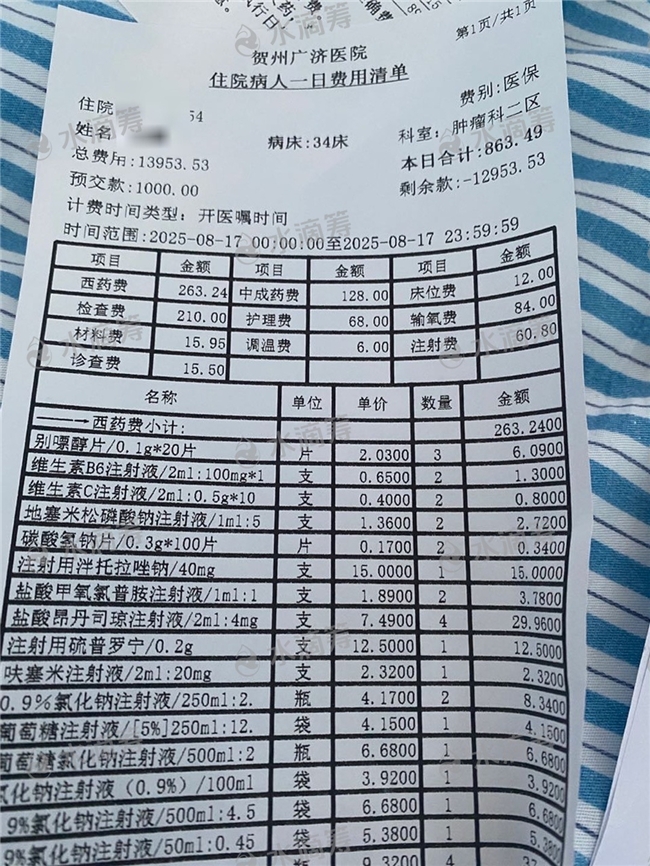 第1页/共1页
贺州广济医院
住院病人一日费用清单
住院 54 费别:医保
姓名 病床:34床 科室:肿瘤科二区
总费用:13953.53 本日合计:863.49
预交款:1000.00 剩余款:-12953.53
计费时间类型:开医嘱时间
时间范围:2025-08-17 00:00:00至2025-08-17 23:59:59
项目 金额 项目 金额 项目 金额
西药费 263.24 中成药费 128.00 床位费 12.00
检查费 210.00 护理费 68.00 输氧费 84.00
材料费 15.95 调温费 6.00 注射费 60.80
诊查费 15.50
名称 单位 单价 数量 金额
———→西药费小计: 263.2400
别嘌醇片/0.1g*20片 片 2.0300 3 6.0900
维生素B6注射液/2ml:100mg*1 支 0.6500 2 1.3000
维生素C注射液/2ml:0.5g*10 支 0.4000 2 0.8000
地塞米松磷酸钠注射液/1ml:5 支 1.3600 2 2.7200
碳酸氢钠片/0.3g*100片 片 0.1700 2 0.3400
注射用泮托拉唑钠/40mg 支 15.0000 1 15.0000
盐酸甲氧氯普胺注射液/1ml:1 支 1.8900 2 3.7800
盐酸昂丹司琼注射液/2ml:4mg 支 7.4900 4 29.9600
注射用硫普罗宁/0.2g 支 12.5000 1 12.5000
呋塞米注射液/2ml:20mg 支 2.3200 1 2.3200
0.9%氯化钠注射液/250ml:2. 瓶 4.1700 2 8.3400
葡萄糖注射液/[5%]250ml:12. 袋 4.1500 1 4.1500
葡萄糖氯化钠注射液/500ml:2 瓶 6.6800 1 6.6800
化钠注射液（0.9%）/100ml 袋 3.9200 1 3.9200
9%氯化钠注射液/500ml:4.5 袋 6.6800 1 6.6800
9%氯化钠注射液/50ml:0.45 袋 5.3800 1 5.3800
袋 9.3200 4
水滴筹